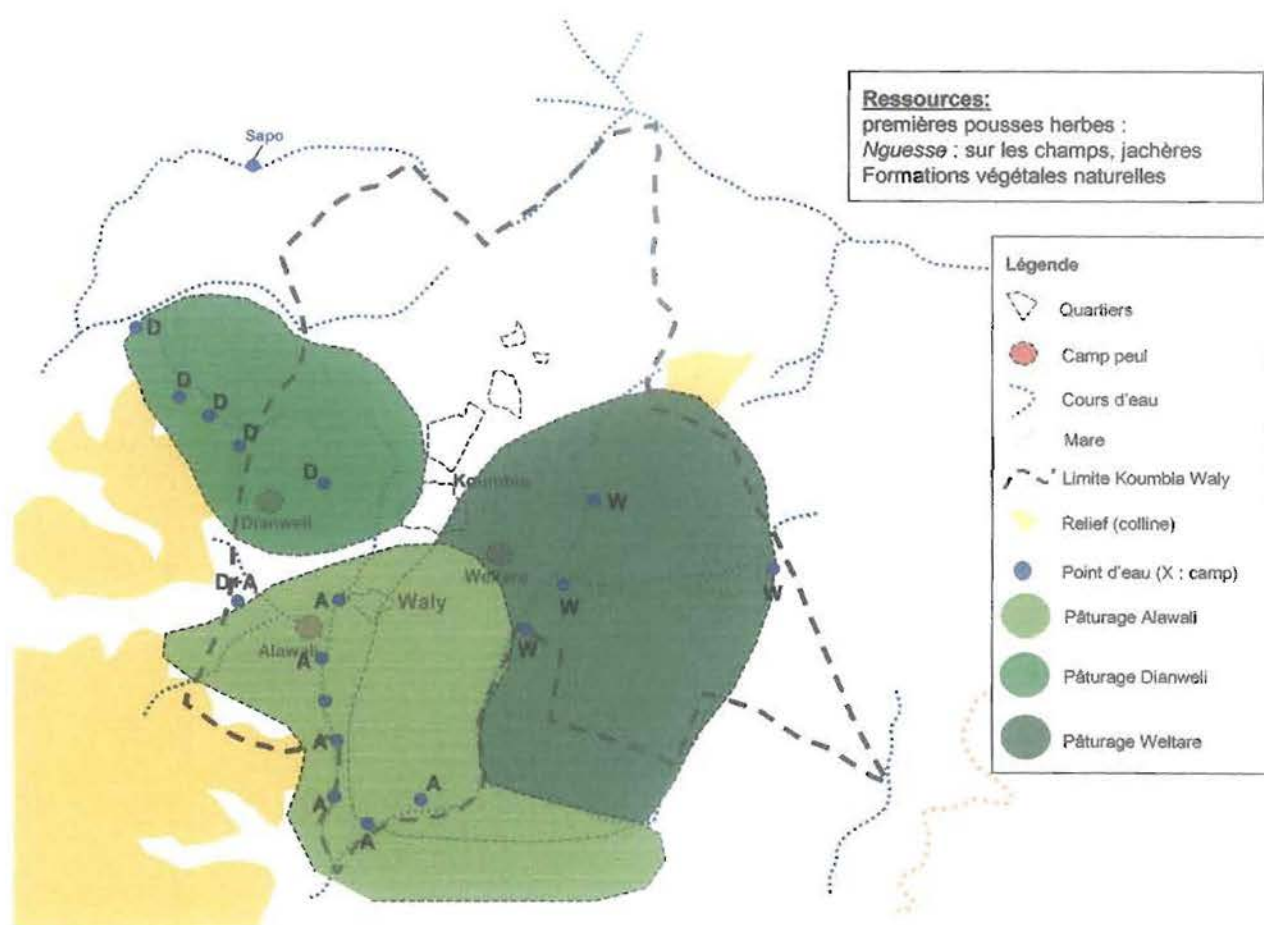 Sapo
Ressources:
premières pousses herbes :
Nguesse : sur les champs, jachères
Formations végétales naturelles
Légende
Quartiers
Camp peul
Cours d'eau
Mare
Limite Koumbia Waly
Relief (colline)
Point d'eau (X : camp)
Pâturage Alawali
Pâturage Dianweli
Pâturage Weltare
D
D
D
D
D
Dianweli
Koumbia
W
Weltare
W
W
W
D+A
A
Waly
Alawali
A
A
A
A
A